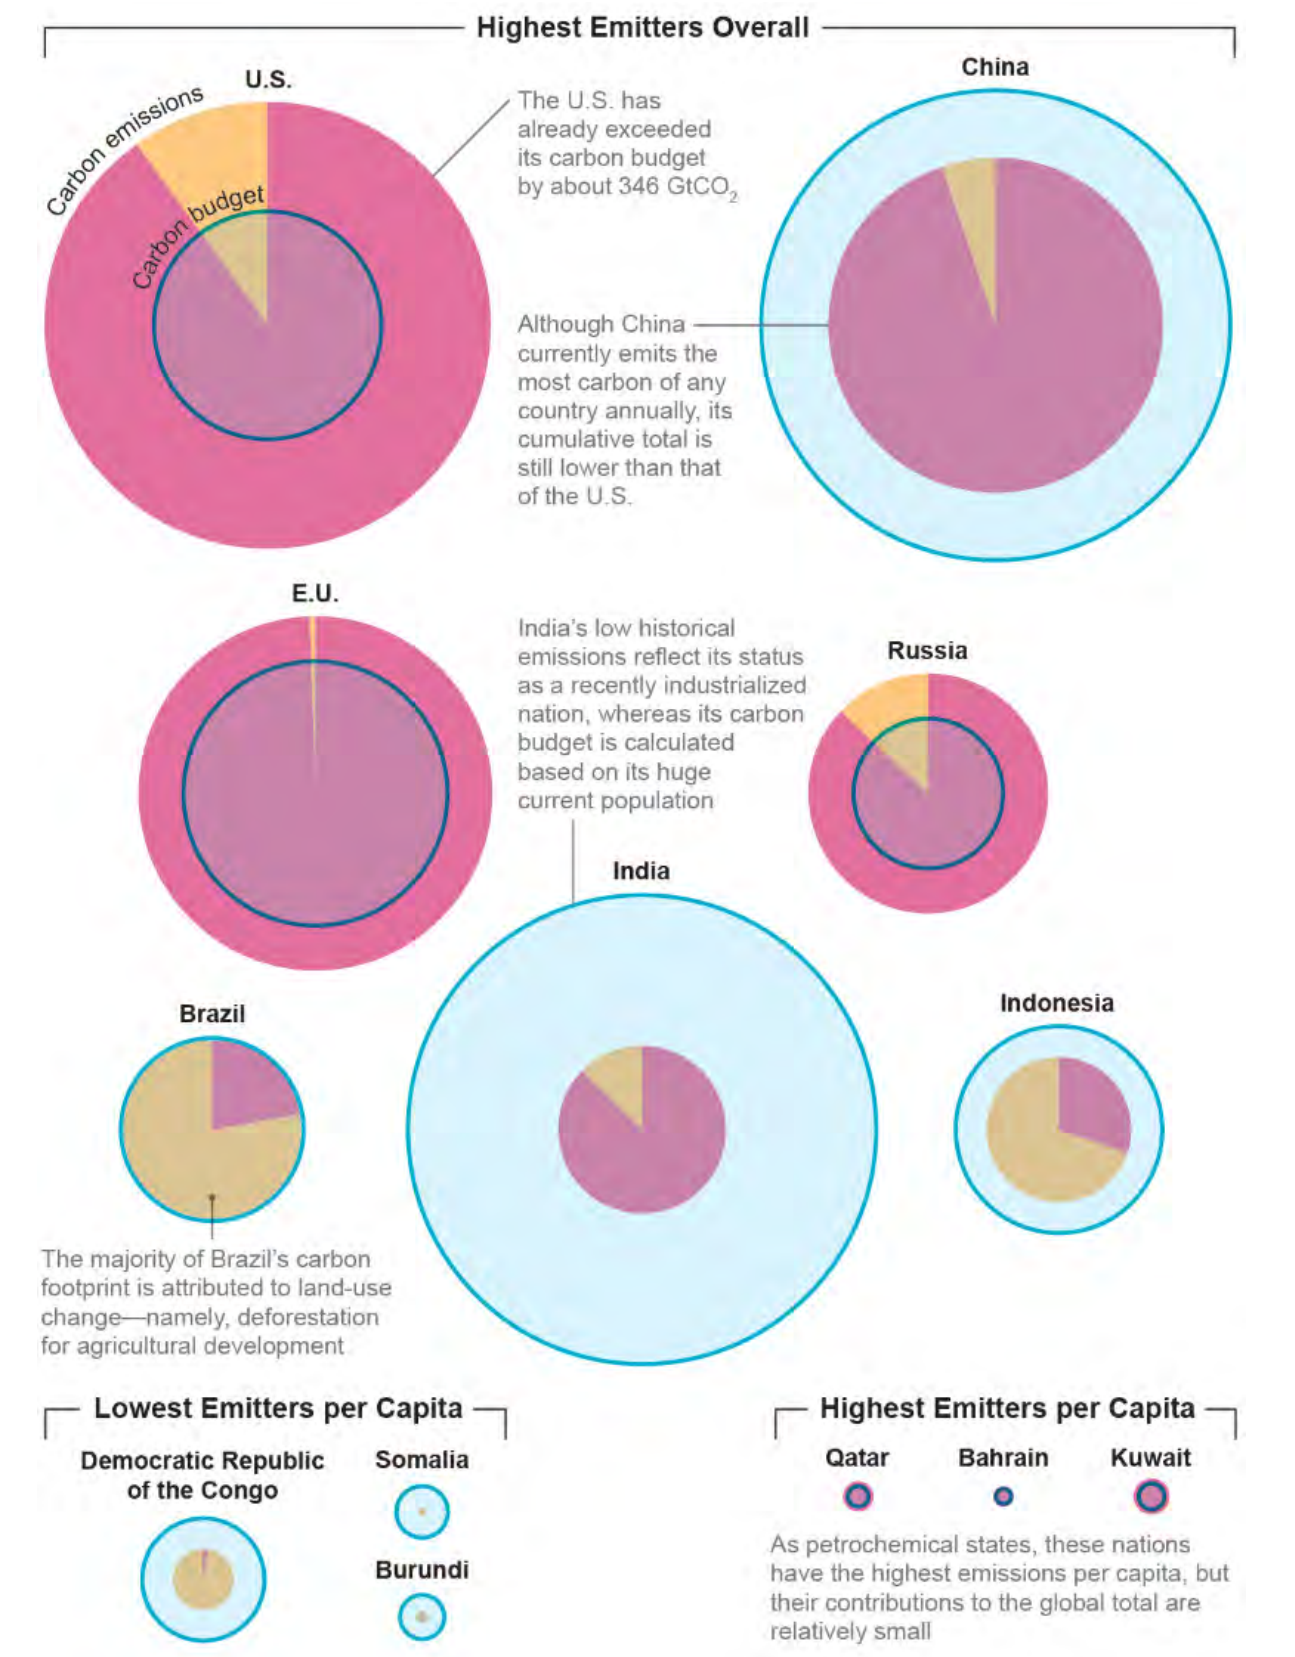 Highest Emitters Overall
U.S.
Carbon emissions
Carbon budget
The U.S. has
already exceeded
its carbon budget
by about 346 GtCO₂
China
Although China
currently emits the
most carbon of any
country annually, its
cumulative total is
still lower than that
of the U.S.
E.U.
India's low historical
emissions reflect its status
as a recently industrialized
nation, whereas its carbon
budget is calculated
based on its huge
current population
Russia
India
Brazil
Indonesia
The majority of Brazil's carbon
footprint is attributed to land-use
change—namely, deforestation
for agricultural development
Lowest Emitters per Capita
Democratic Republic
of the Congo
Somalia
Burundi
Highest Emitters per Capita
Qatar
Bahrain
Kuwait
As petrochemical states, these nations
have the highest emissions per capita, but
their contributions to the global total are
relatively small